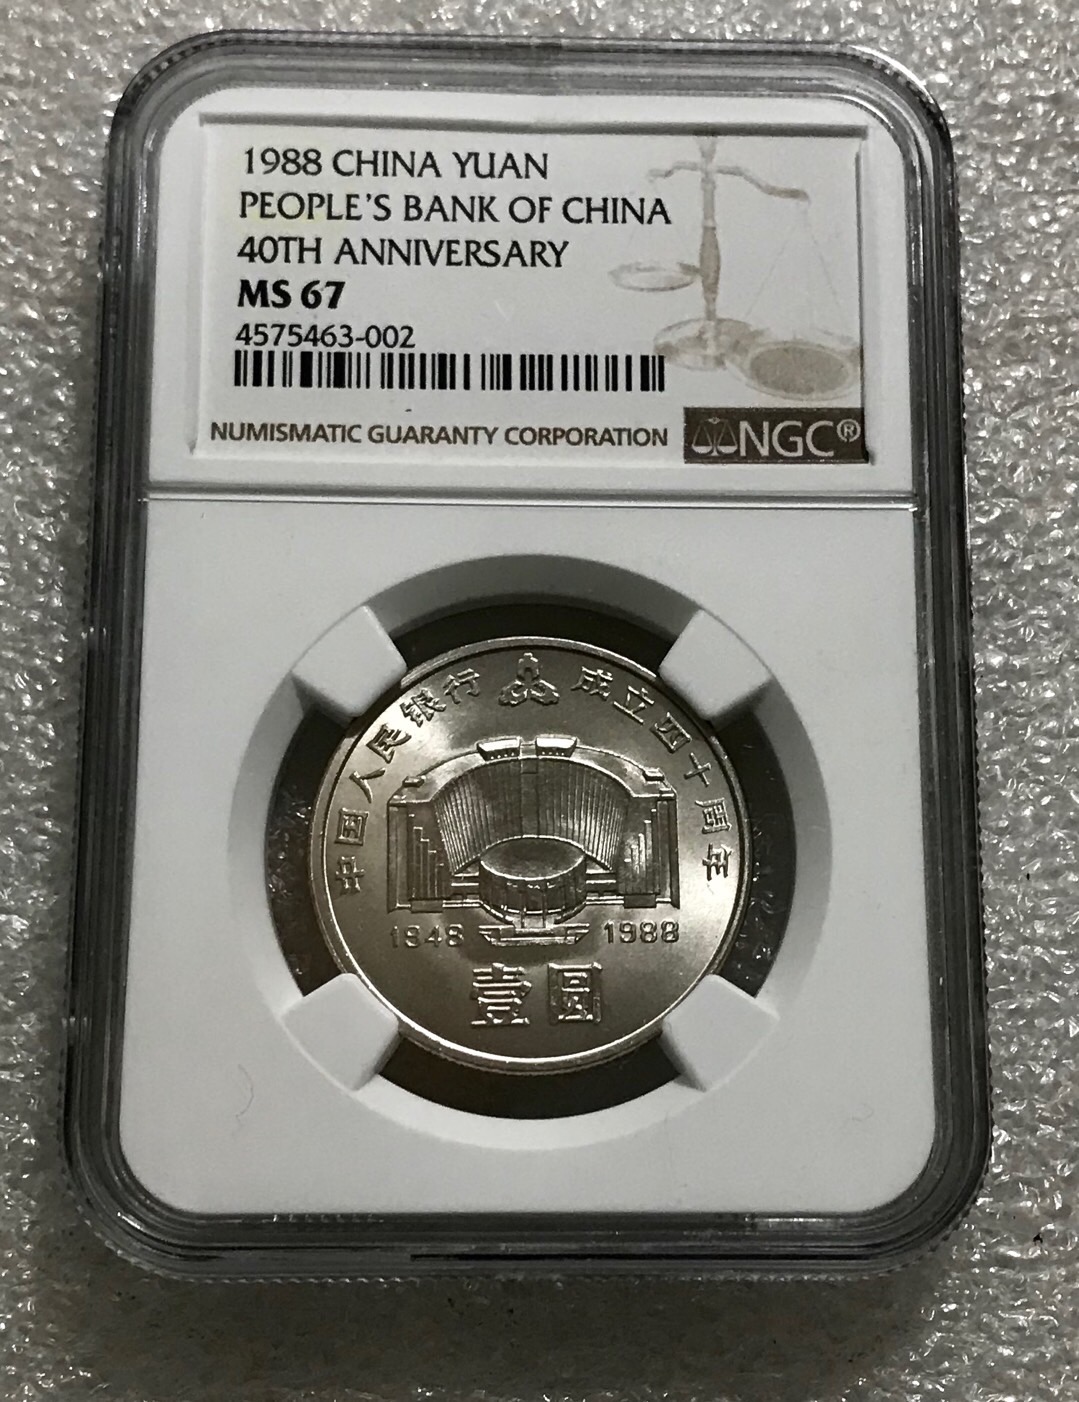 1988 CHINA YUAN
PEOPLE'S BANK OF CHINA
40TH ANNIVERSARY
MS 67
4575463-002
NUMISMATIC GUARANTY CORPORATION
NGC®
中国人民银行 成立四十周年
1948 1988
壹圆